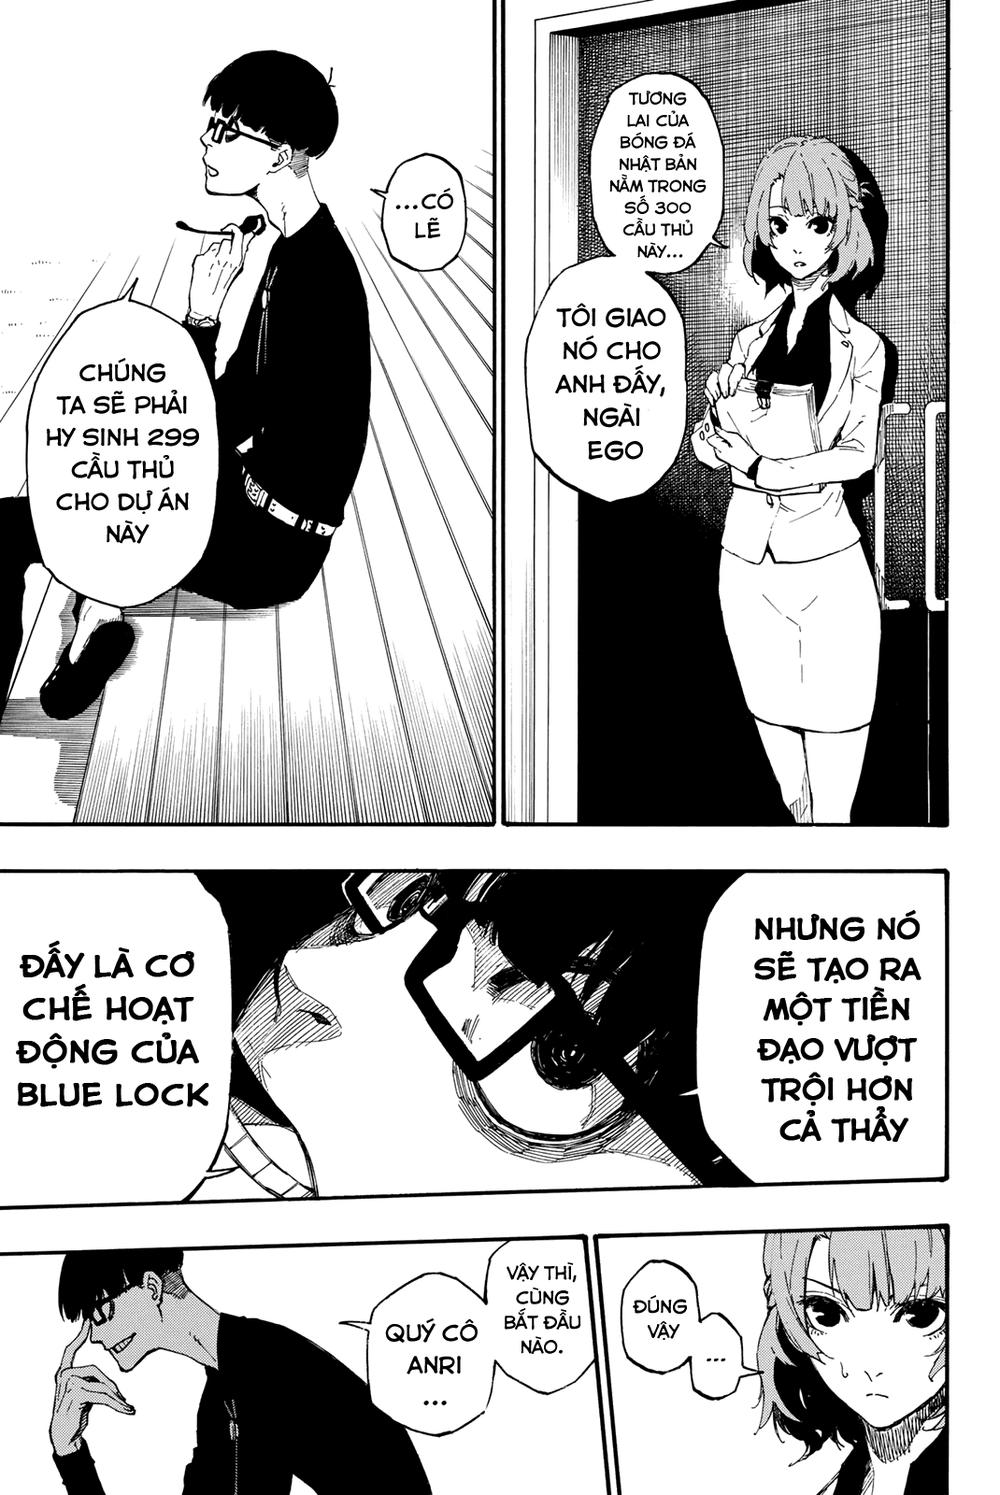 TƯƠNG
LAI CỦA
BÓNG ĐÁ
NHẬT BẢN
NẰM TRONG
SỐ 300
CẦU THỦ
NÀY...
TÔI GIAO
NÓ CHO
ANH ĐẤY,
NGÀI
EGO
...CÓ
LẼ
CHÚNG
TA SẼ PHẢI
HY SINH 299
CẦU THỦ
CHO DỰ ÁN
NÀY
NHƯNG NÓ
SẼ TẠO RA
MỘT TIỀN
ĐẠO VƯỢT
TRỘI HƠN
CẢ THẨY
ĐẤY LÀ CƠ
CHẾ HOẠT
ĐỘNG CỦA
BLUE LOCK
ĐÚNG
VẬY
...
VẬY THÌ,
CÙNG
BẮT ĐẦU
NÀO.
QUÝ CÔ
ANRI
...